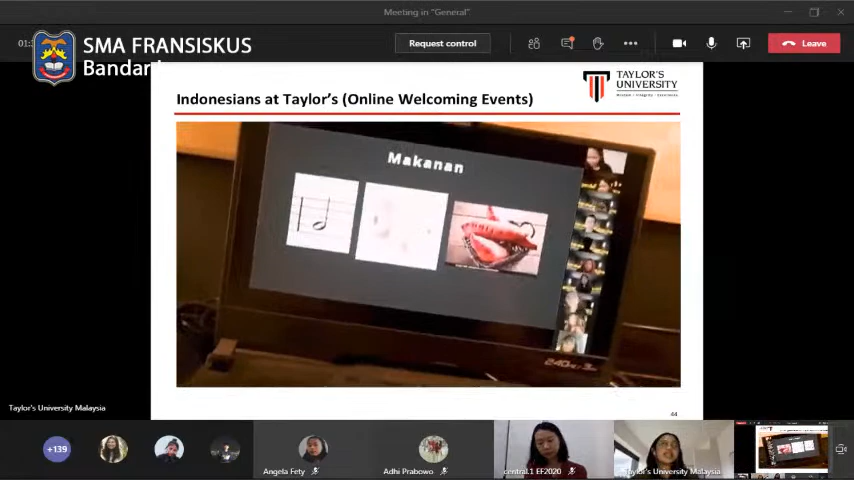 Meeting in "General"
SMA FRANSISKUS
Request control
Leave
TAYLOR'S
UNIVERSITY
Indonesians at Taylor's (Online Welcoming Events)
Makanan
Taylor's University Malaysia
44
+139
Angela Fety
Adhi Prabowo
central.1 EF2020
Taylor's University Malaysia